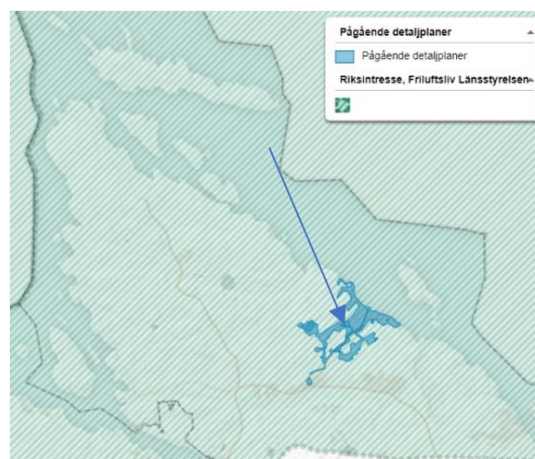 Pågående detaljplaner
Pågående detaljplaner
Riksintresse, Friluftsliv Länsstyrelsen